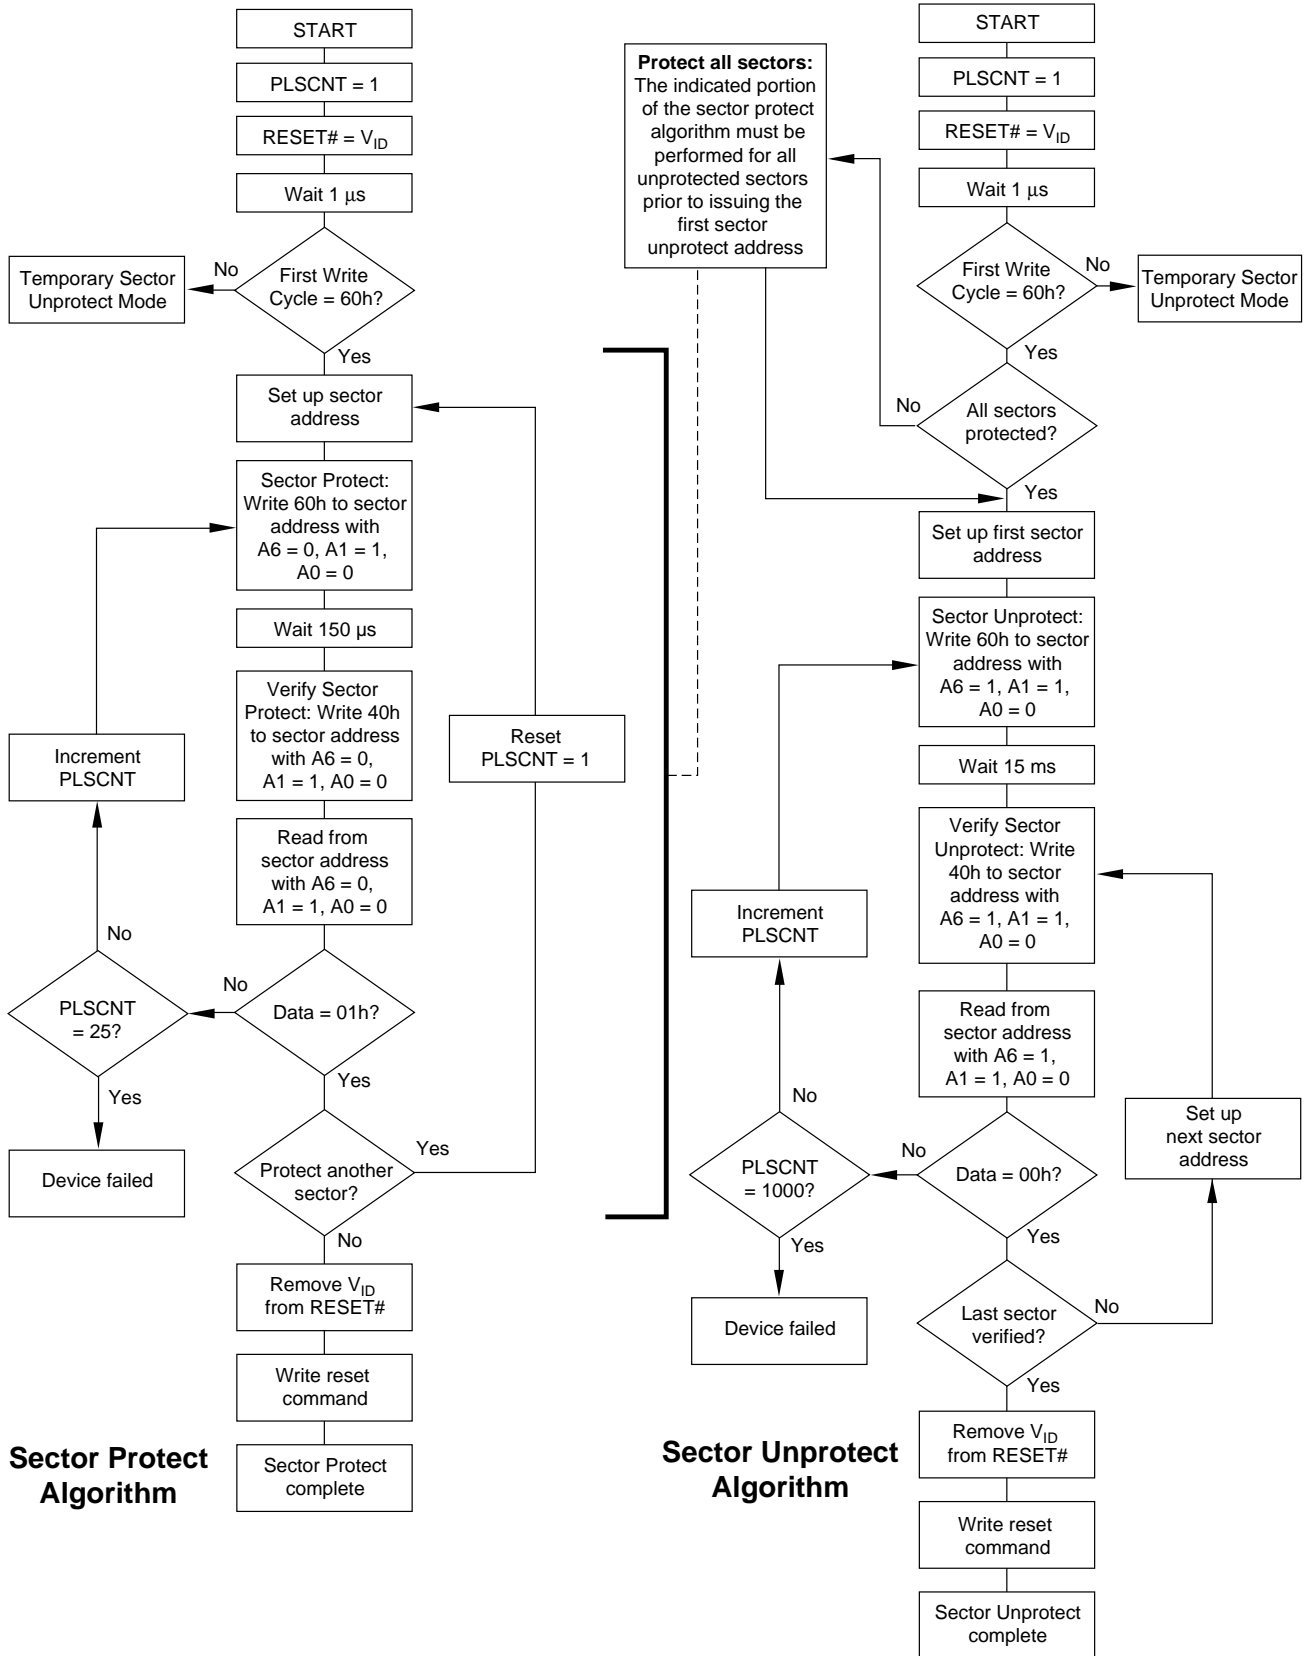 START
PLSCNT = 1
RESET# = VID
Wait 1 μs
First Write
Cycle = 60h?
No
Temporary Sector
Unprotect Mode
Yes
Set up sector
address
Sector Protect:
Write 60h to sector
address with
A6 = 0, A1 = 1,
A0 = 0
Wait 150 µs
Verify Sector
Protect: Write 40h
to sector address
with A6 = 0,
A1 = 1, A0 = 0
Read from
sector address
with A6 = 0,
A1 = 1, A0 = 0
Data = 01h?
No
PLSCNT
= 25?
No
Increment
PLSCNT
Yes
Device failed
Yes
Protect another
sector?
Yes
Reset
PLSCNT = 1
No
Remove VID
from RESET#
Write reset
command
Sector Protect
complete
Sector Protect
Algorithm
Protect all sectors:
The indicated portion
of the sector protect
algorithm must be
performed for all
unprotected sectors
prior to issuing the
first sector
unprotect address
START
PLSCNT = 1
RESET# = VID
Wait 1 μs
First Write
Cycle = 60h?
No
Temporary Sector
Unprotect Mode
Yes
All sectors
protected?
No
Yes
Set up first sector
address
Sector Unprotect:
Write 60h to sector
address with
A6 = 1, A1 = 1,
A0 = 0
Wait 15 ms
Verify Sector
Unprotect: Write
40h to sector
address with
A6 = 1, A1 = 1,
A0 = 0
Read from
sector address
with A6 = 1,
A1 = 1, A0 = 0
Data = 00h?
No
PLSCNT
= 1000?
No
Increment
PLSCNT
Yes
Device failed
Yes
Last sector
verified?
No
Set up
next sector
address
Yes
Remove VID
from RESET#
Write reset
command
Sector Unprotect
complete
Sector Unprotect
Algorithm